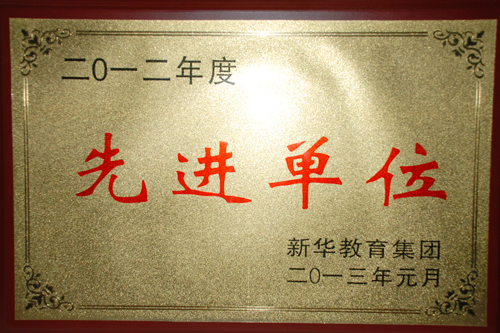 二〇一二年度
先进单位
新华教育集团
二〇一三年元月